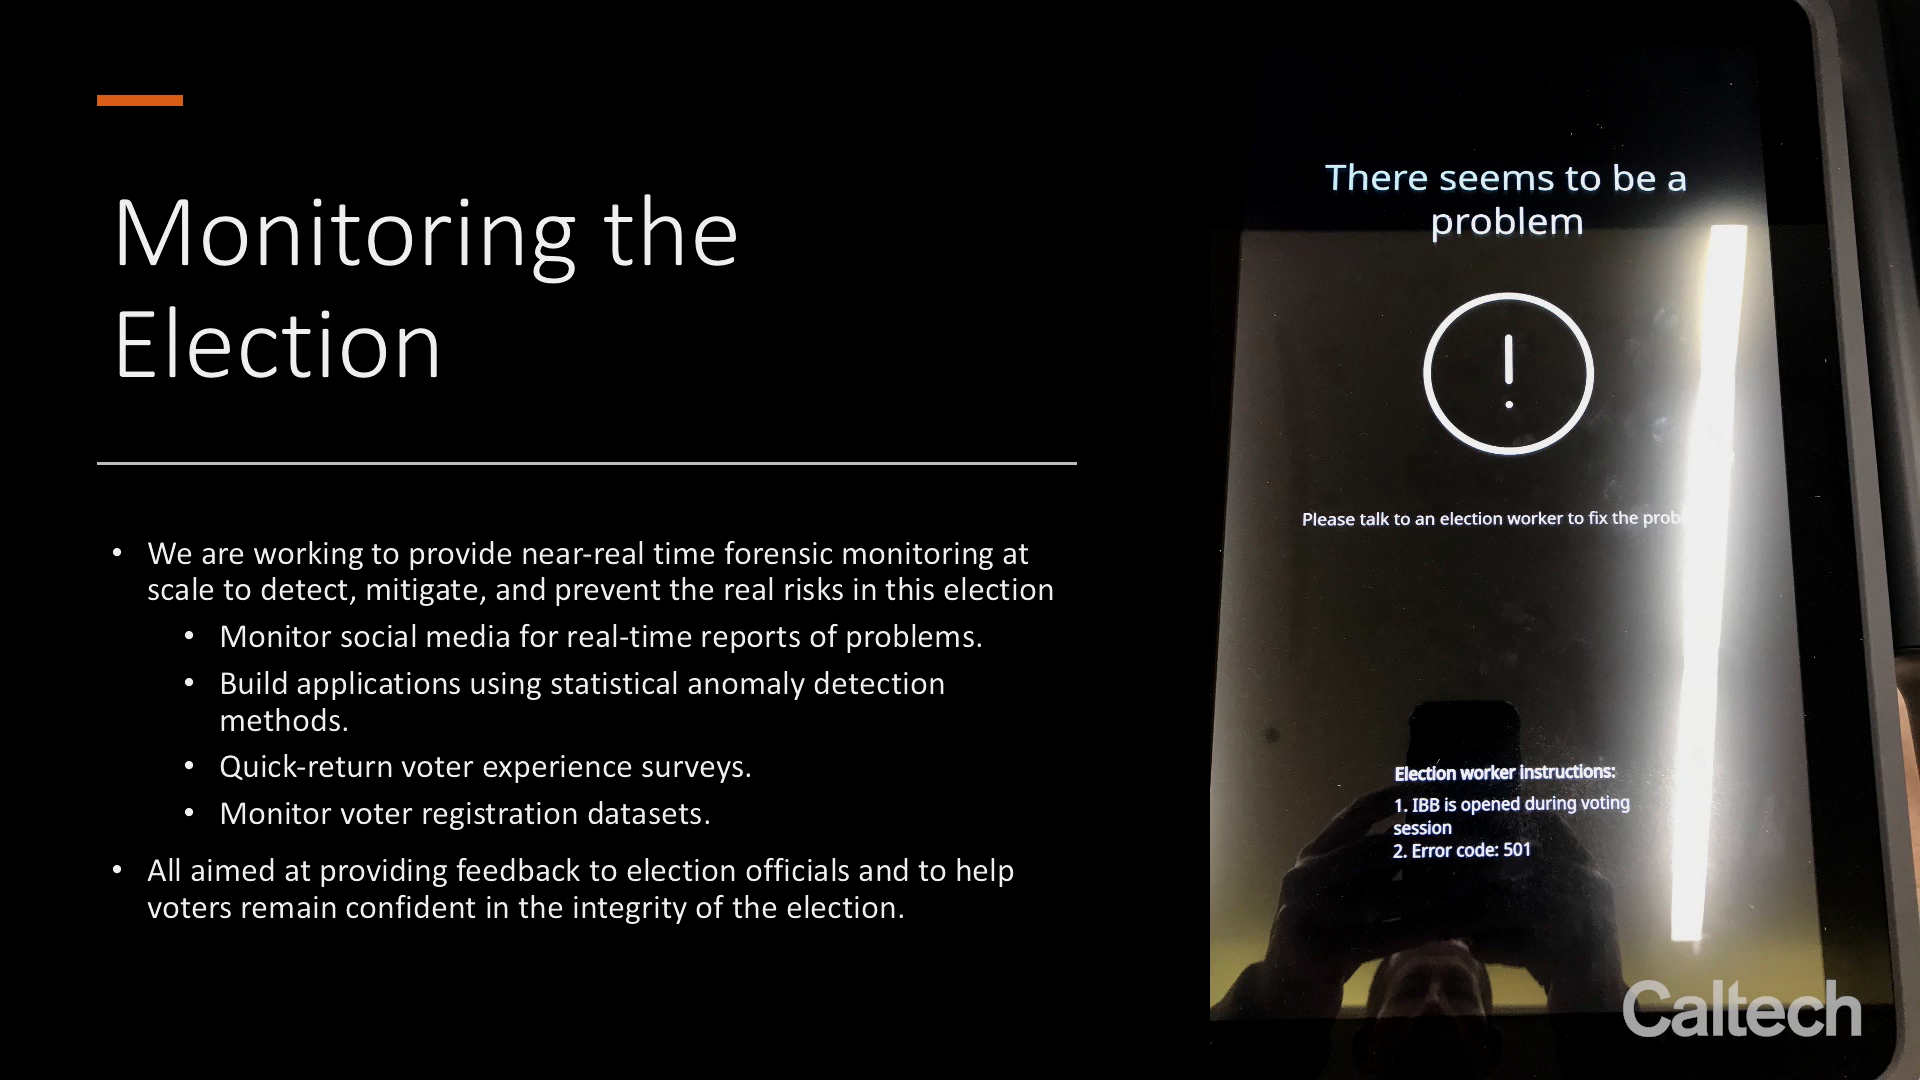 Monitoring the
Election
• We are working to provide near-real time forensic monitoring at
scale to detect, mitigate, and prevent the real risks in this election
• Monitor social media for real-time reports of problems.
• Build applications using statistical anomaly detection
methods.
• Quick-return voter experience surveys.
• Monitor voter registration datasets.
• All aimed at providing feedback to election officials and to help
voters remain confident in the integrity of the election.
There seems to be a
problem
!
Please talk to an election worker to fix the
Election worker instructions:
1. IBB is opened during voting
session
2. Error code: 501
Caltech